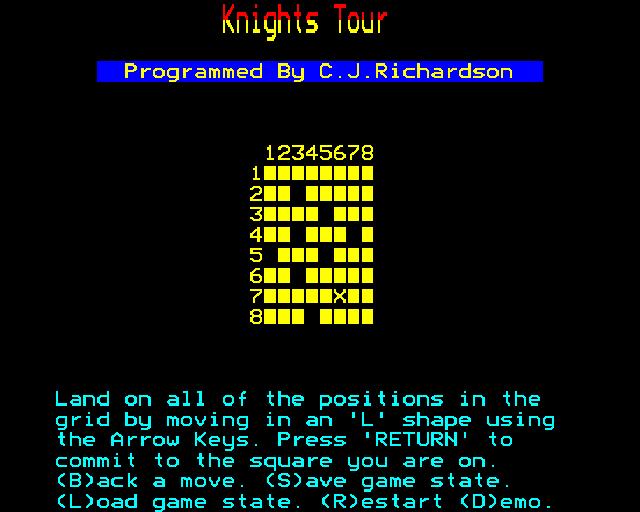 Knights Tour
Programmed By C.J.Richardson
12345678
1
2
3
4
5
6
7 X
8
Land on all of the positions in the
grid by moving in an 'L' shape using
the Arrow Keys. Press 'RETURN' to
commit to the square you are on.
(B)ack a move. (S)ave game state.
(L)oad game state. (R)estart (D)emo.